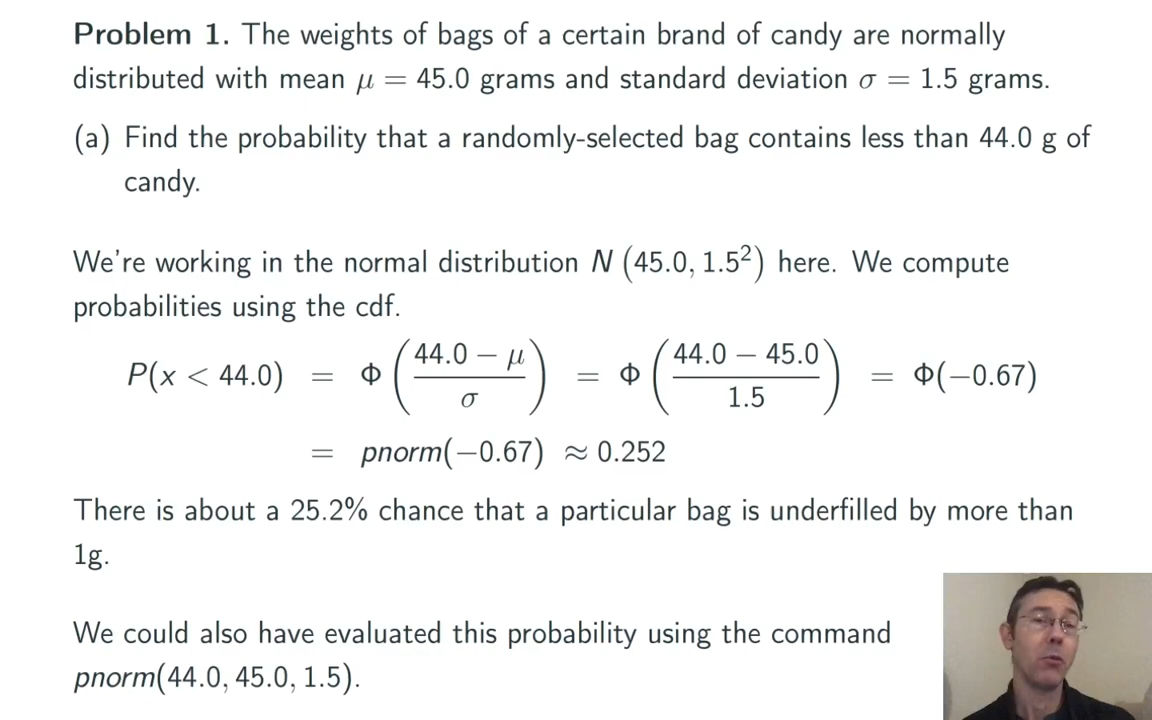 Problem 1. The weights of bags of a certain brand of candy are normally
distributed with mean μ = 45.0 grams and standard deviation σ = 1.5 grams.
(a) Find the probability that a randomly-selected bag contains less than 44.0 g of
candy.
We're working in the normal distribution N (45.0, 1.5²) here. We compute
probabilities using the cdf.
P(x < 44.0) = Φ((44.0 − μ)/σ) = Φ((44.0 − 45.0)/1.5) = Φ(−0.67)
= pnorm(−0.67) ≈ 0.252
There is about a 25.2% chance that a particular bag is underfilled by more than
1g.
We could also have evaluated this probability using the command
pnorm(44.0, 45.0, 1.5).